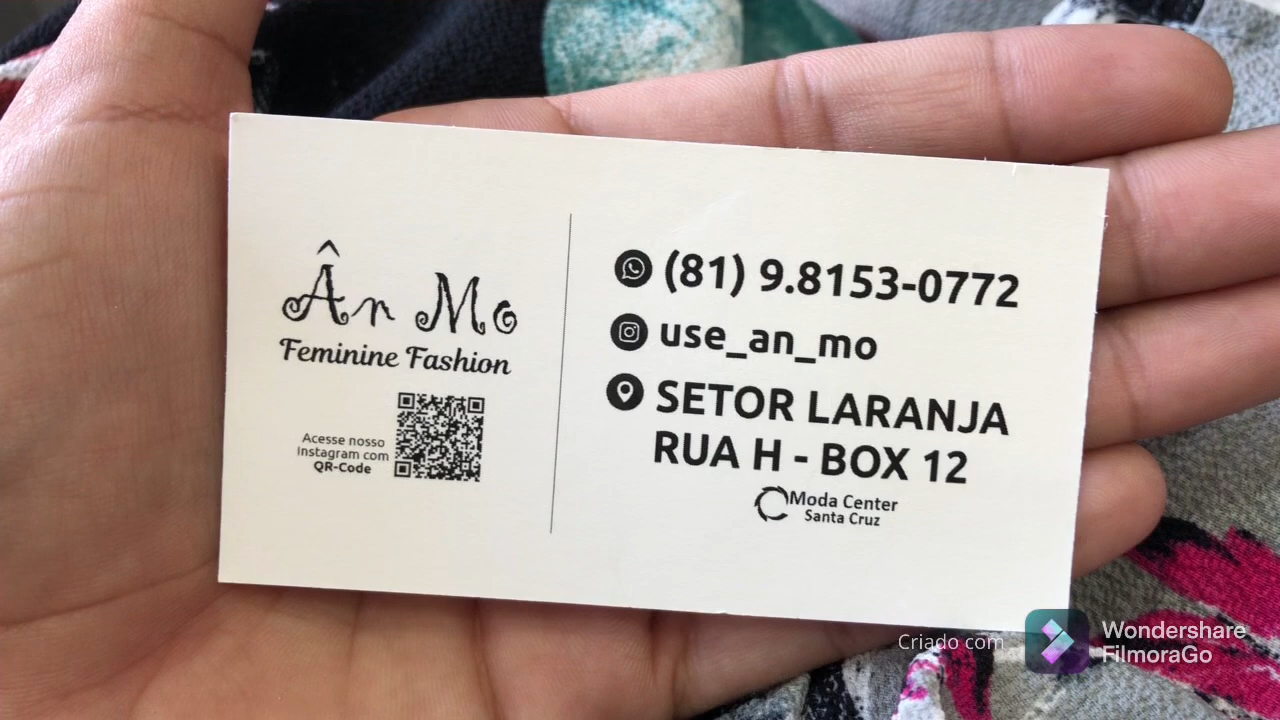 Ân Mo
Feminine Fashion
Acesse nosso
Instagram com
QR-Code
(81) 9.8153-0772
use_an_mo
SETOR LARANJA
RUA H - BOX 12
Moda Center
Santa Cruz
Criado com
Wondershare
FilmoraGo